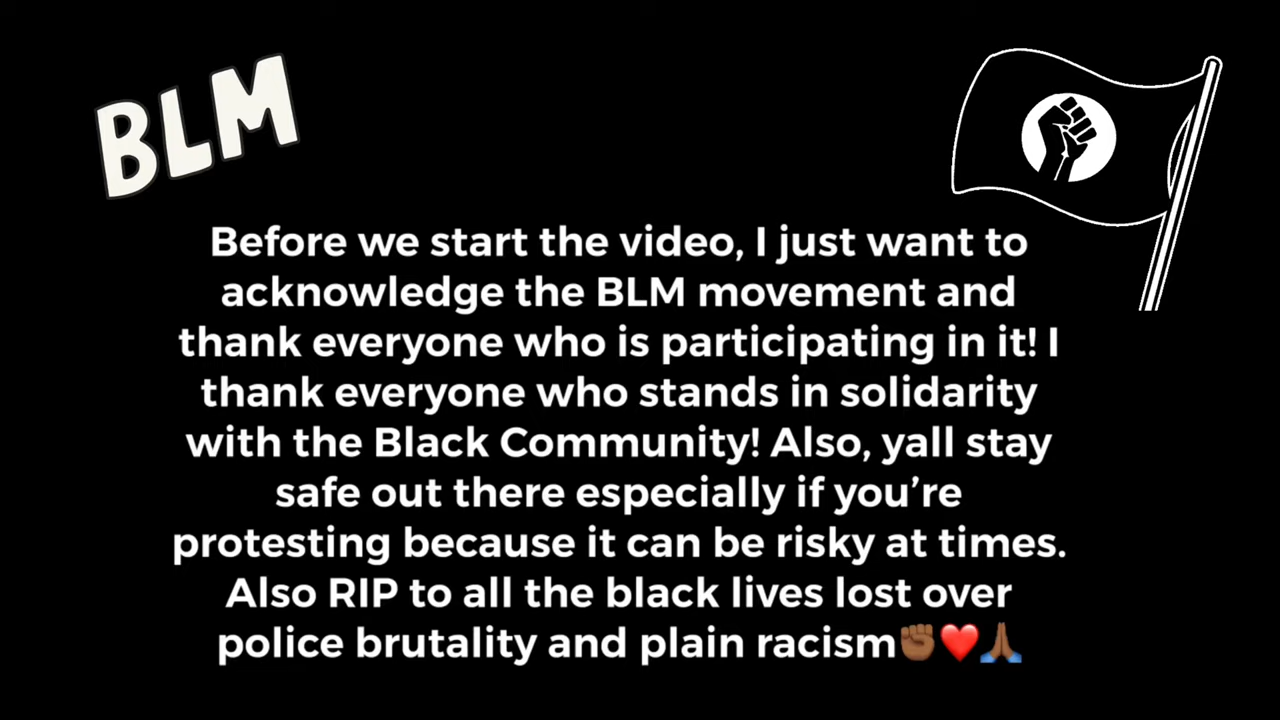 BLM
Before we start the video, I just want to
acknowledge the BLM movement and
thank everyone who is participating in it! I
thank everyone who stands in solidarity
with the Black Community! Also, yall stay
safe out there especially if you’re
protesting because it can be risky at times.
Also RIP to all the black lives lost over
police brutality and plain racism✊🏾❤️🙏🏾